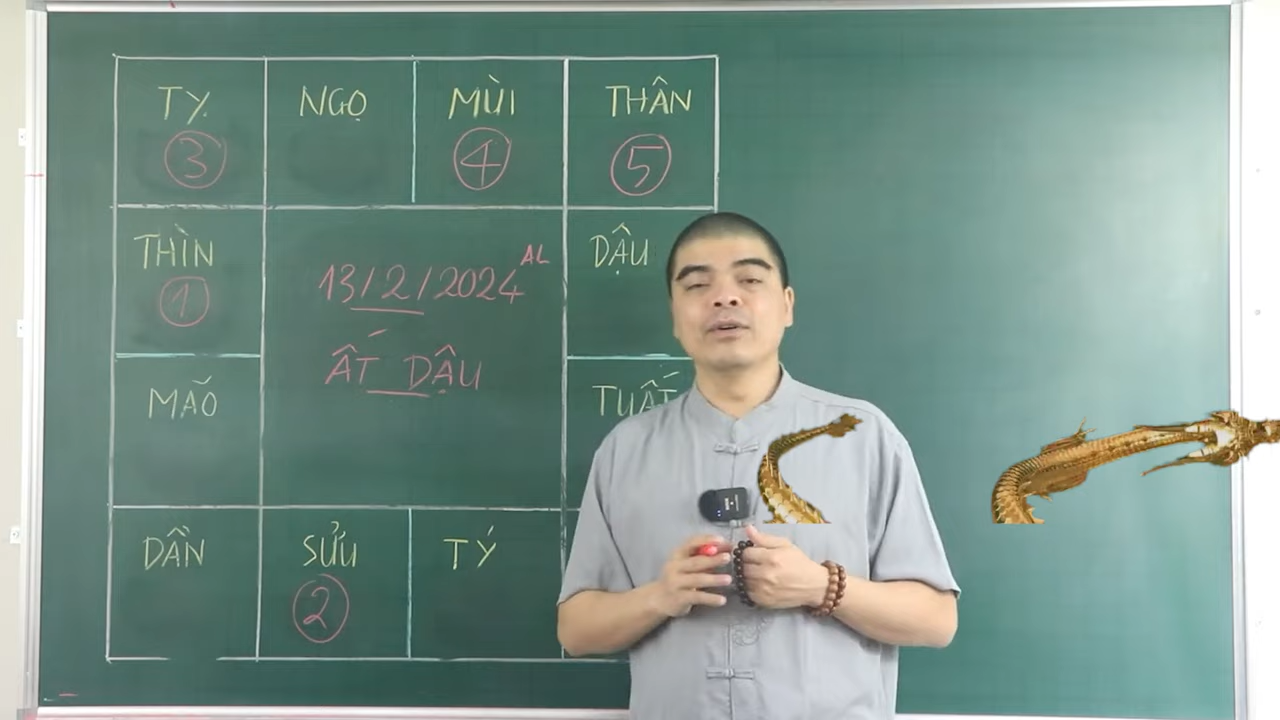 TỴ NGỌ MÙI THÂN
3 4 5
THÌN DẬU
1
13/2/2024 AL
ẤT DẬU
MÃO TUẤT
DẦN SỬU TÝ
2